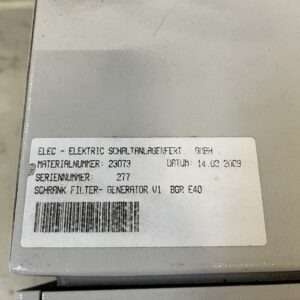 ELEC - ELEKTRIC SCHALTANLAGENFERT. GMBH
MATERIALNUMMER: 23073 DATUM: 14.02.2009
SERIENNUMMER: 277
SCHRANK FILTER- GENERATOR V1 BGR E40